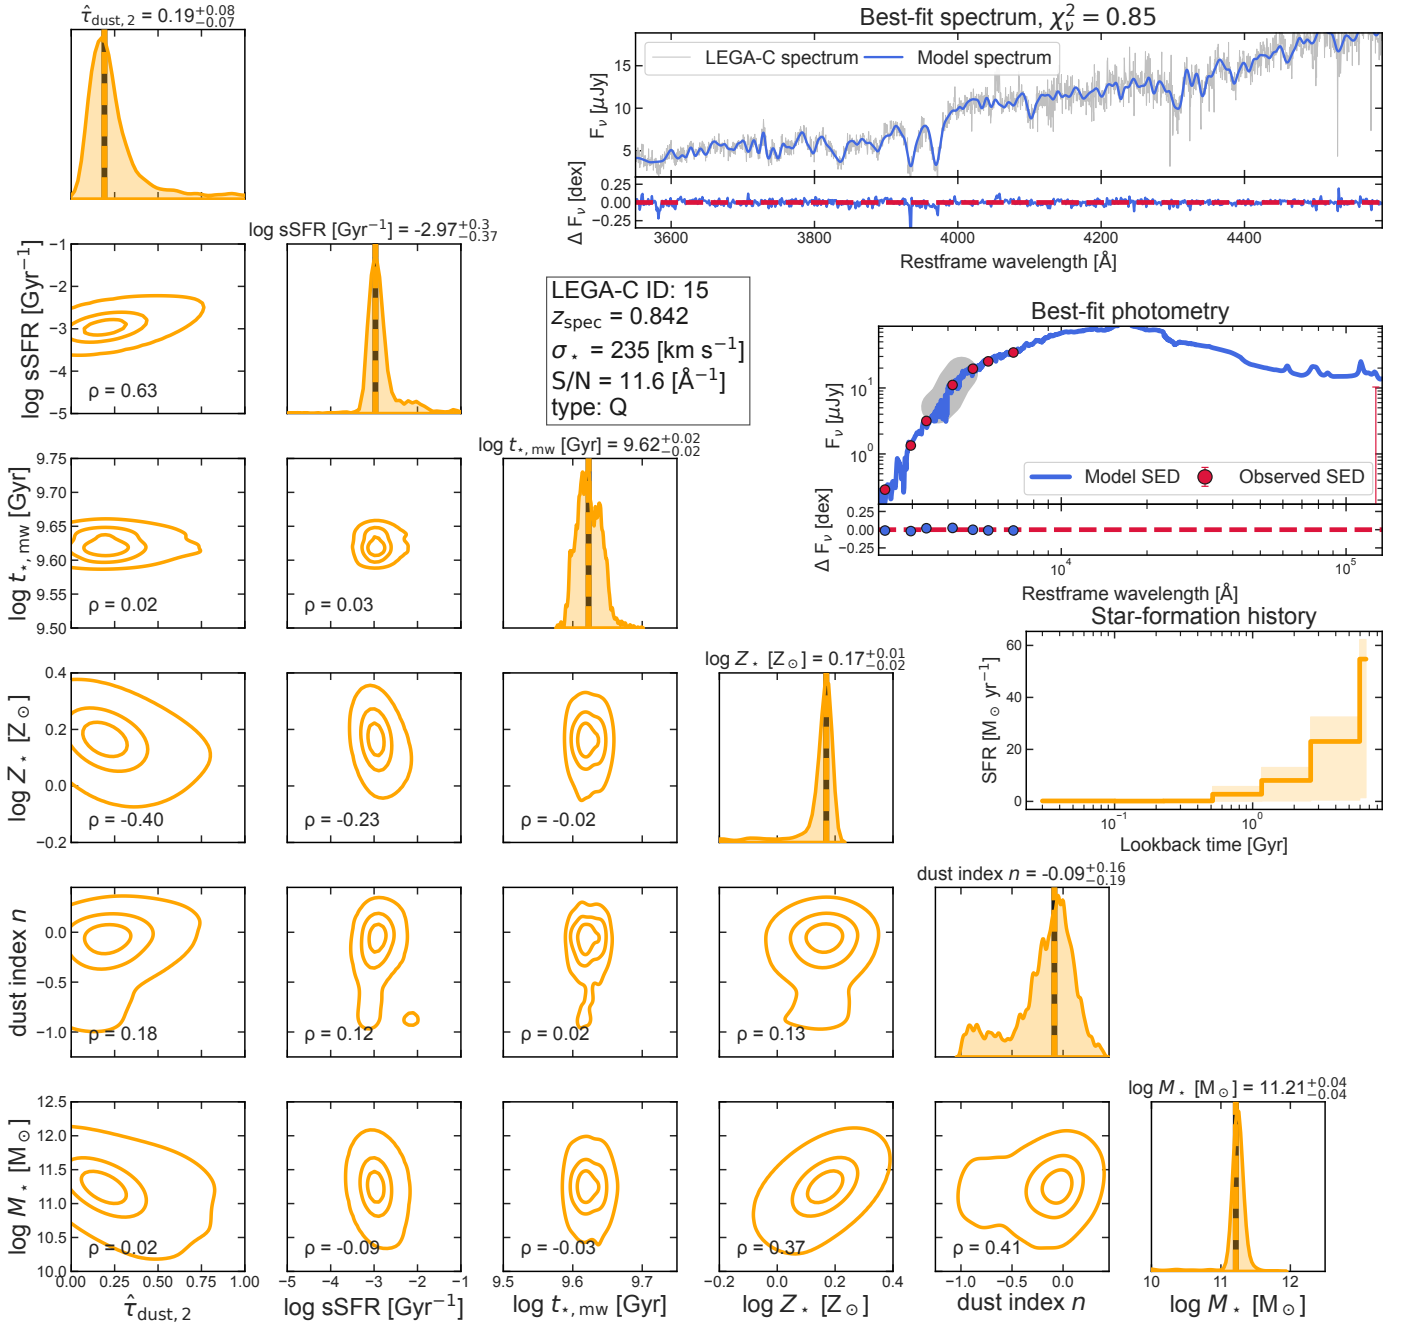 τ̂dust, 2 = 0.19+0.08−0.07
Best-fit spectrum, χ²ν = 0.85
LEGA-C spectrum
Model spectrum
Fν [μJy]
15
10
5
Δ Fν [dex]
0.25
0.00
−0.25
3600
3800
4000
4200
4400
Restframe wavelength [Å]
log sSFR [Gyr−1] = -2.97+0.3−0.37
LEGA-C ID: 15
zspec = 0.842
σ⋆ = 235 [km s−1]
S/N = 11.6 [Å−1]
type: Q
Best-fit photometry
Fν [μJy]
10¹
10⁰
Model SED
Observed SED
Δ Fν [dex]
0.25
0.00
−0.25
10⁴
10⁵
Restframe wavelength [Å]
Star-formation history
SFR [M⊙ yr−1]
60
40
20
0
10−1
10⁰
Lookback time [Gyr]
log sSFR [Gyr−1]
−1
−2
−3
−4
−5
ρ = 0.63
log t⋆, mw [Gyr] = 9.62+0.02−0.02
log t⋆, mw [Gyr]
9.75
9.70
9.65
9.60
9.55
9.50
ρ = 0.02
ρ = 0.03
log Z⋆ [Z⊙] = 0.17+0.01−0.02
log Z⋆ [Z⊙]
0.4
0.2
0.0
−0.2
ρ = -0.40
ρ = -0.23
ρ = -0.02
dust index n = -0.09+0.16−0.19
dust index n
0.0
−0.5
−1.0
ρ = 0.18
ρ = 0.12
ρ = 0.02
ρ = 0.13
log M⋆ [M⊙] = 11.21+0.04−0.04
log M⋆ [M⊙]
12.5
12.0
11.5
11.0
10.5
10.0
ρ = 0.02
ρ = -0.09
ρ = -0.03
ρ = 0.37
ρ = 0.41
0.00 0.25 0.50 0.75 1.00
−5 −4 −3 −2 −1
9.5 9.6 9.7
−0.2 0.0 0.2 0.4
−1.0 −0.5 0.0
10 11 12
τ̂dust, 2
log sSFR [Gyr−1]
log t⋆, mw [Gyr]
log Z⋆ [Z⊙]
dust index n
log M⋆ [M⊙]